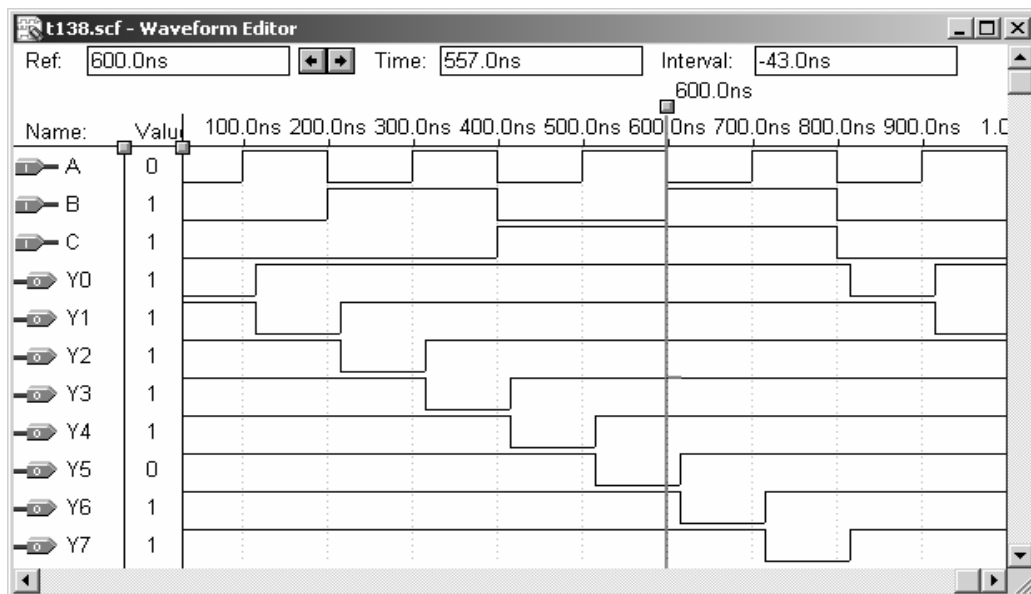 t138.scf - Waveform Editor
Ref: 600.0ns Time: 557.0ns Interval: -43.0ns
600.0ns
Name: Valu 100.0ns 200.0ns 300.0ns 400.0ns 500.0ns 600.0ns 700.0ns 800.0ns 900.0ns 1.0
A 0
B 1
C 1
Y0 1
Y1 1
Y2 1
Y3 1
Y4 1
Y5 0
Y6 1
Y7 1